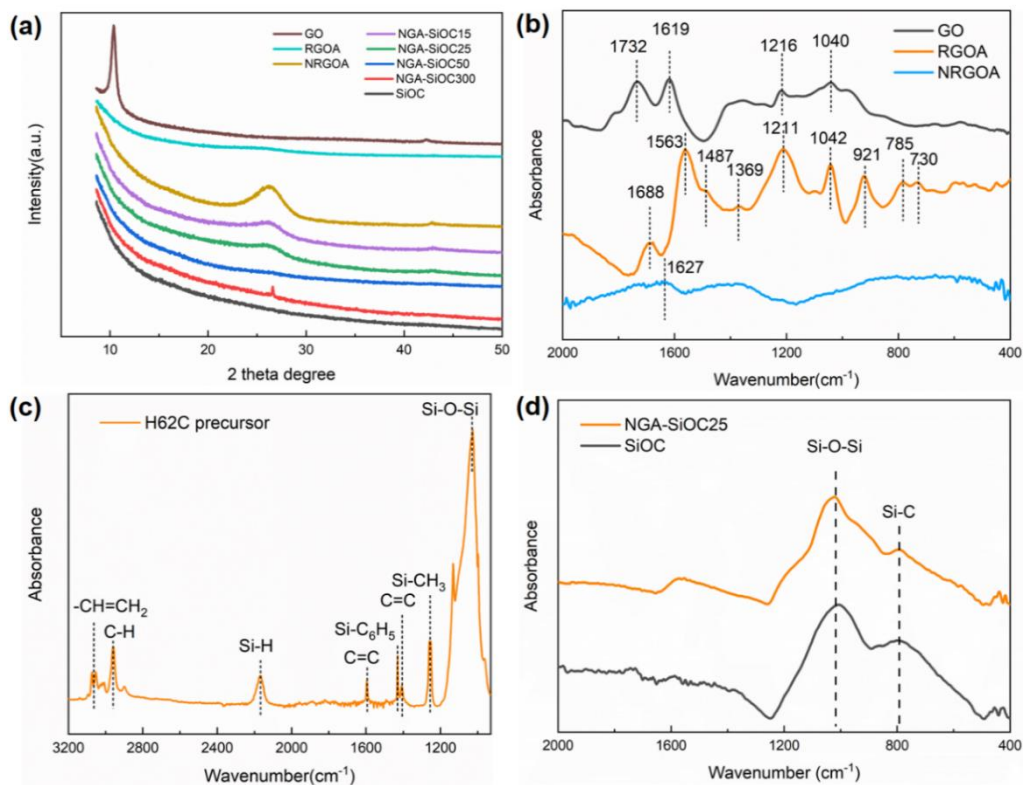 (a)
GO
RGOA
NRGOA
NGA-SiOC15
NGA-SiOC25
NGA-SiOC50
NGA-SiOC300
SiOC
Intensity(a.u.)
10
20
30
40
50
2 theta degree
(b)
GO
RGOA
NRGOA
1732
1619
1216
1040
1563
1487
1369
1211
1042
921
785
730
1688
1627
Absorbance
2000
1600
1200
800
400
Wavenumber(cm⁻¹)
(c)
H62C precursor
Si-O-Si
Si-CH₃
C=C
Si-C₆H₅
C=C
Si-H
-CH=CH₂
C-H
Absorbance
3200
2800
2400
2000
1600
1200
Wavenumber(cm⁻¹)
(d)
NGA-SiOC25
SiOC
Si-O-Si
Si-C
Absorbance
2000
1600
1200
800
400
Wavenumber (cm⁻¹)